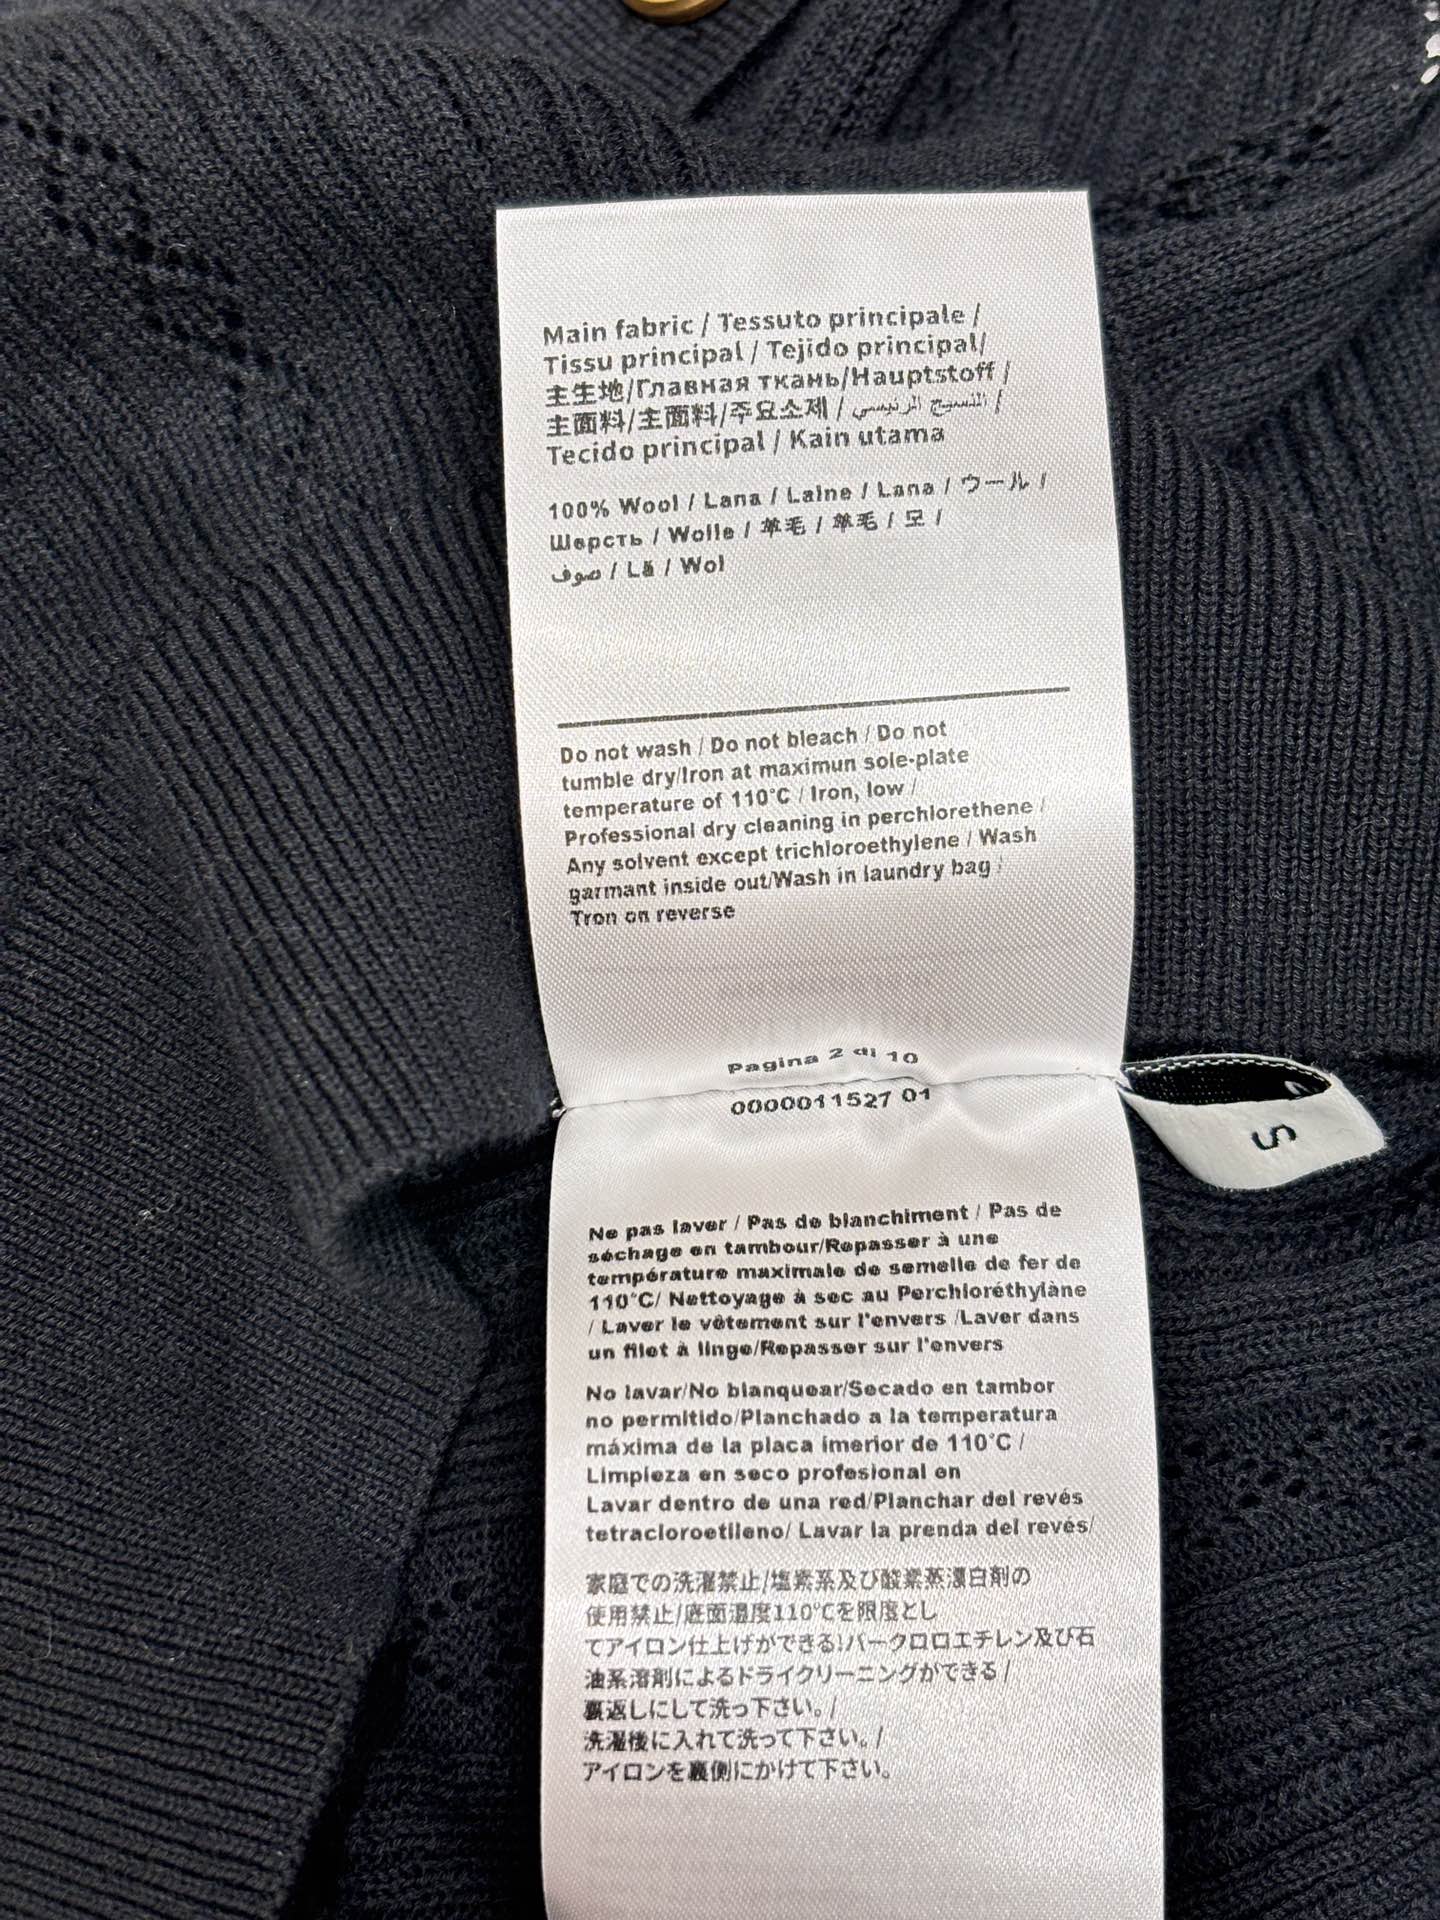 Main fabric / Tessuto principale /
Tissu principal / Tejido principal/
主生地/Главная ткань/Hauptstoff /
主面料/主面料/주요소제 / النسيج الرئيسي /
Tecido principal / Kain utama
100% Wool / Lana / Laine / Lana / ウール /
Шерсть / Wolle / 羊毛 / 羊毛 / 모 /
صوف / Lã / Wol
Do not wash / Do not bleach / Do not
tumble dry/Iron at maximun sole-plate
temperature of 110°C / Iron, low /
Professional dry cleaning in perchlorethene /
Any solvent except trichloroethylene / Wash
garmant inside out/Wash in laundry bag /
Tron on reverse
Pagina 2 di 10
0000011527 01
S
Ne pas laver / Pas de blanchiment / Pas de
séchage en tambour/Repasser à une
température maximale de semelle de fer de
110°C/ Nettoyage à sec au Perchloréthylàne
/ Laver le vêtement sur l'envers /Laver dans
un filet à linge/Repasser sur l'envers
No lavar/No blanquear/Secado en tambor
no permitido/Planchado a la temperatura
máxima de la placa imerior de 110°C /
Limpieza en seco profesional en
Lavar dentro de una red/Planchar del revés
tetracloroetileno/ Lavar la prenda del revés/
家庭での洗濯禁止/塩素系及び酸素蒸漂白剤の
使用禁止/底面温度110℃を限度とし
てアイロン仕上げができる!パークロロエチレン及び石
油系溶剤によるドライクリーニングができる/
裏返しにして洗っ下さい。/
洗濯後に入れて洗って下さい。/
アイロンを裏側にかけて下さい。